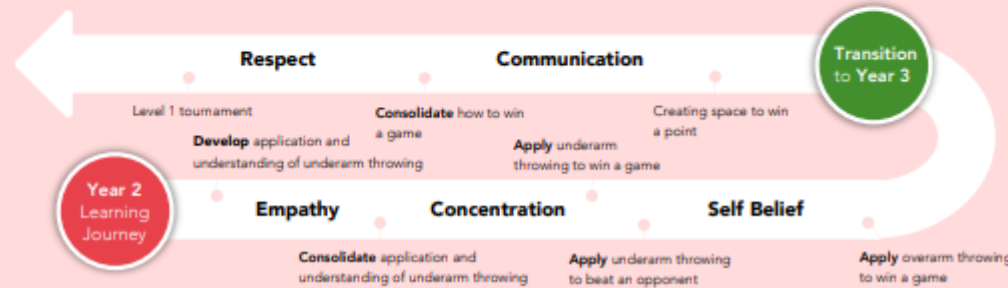 Respect
Communication
Transition
to Year 3
Level 1 tournament
Consolidate how to win
a game
Creating space to win
a point
Develop application and
understanding of underarm throwing
Apply underarm
throwing to win a game
Year 2
Learning
Journey
Empathy
Concentration
Self Belief
Consolidate application and
understanding of underarm throwing
Apply underarm throwing
to beat an opponent
Apply overarm throwing
to win a game